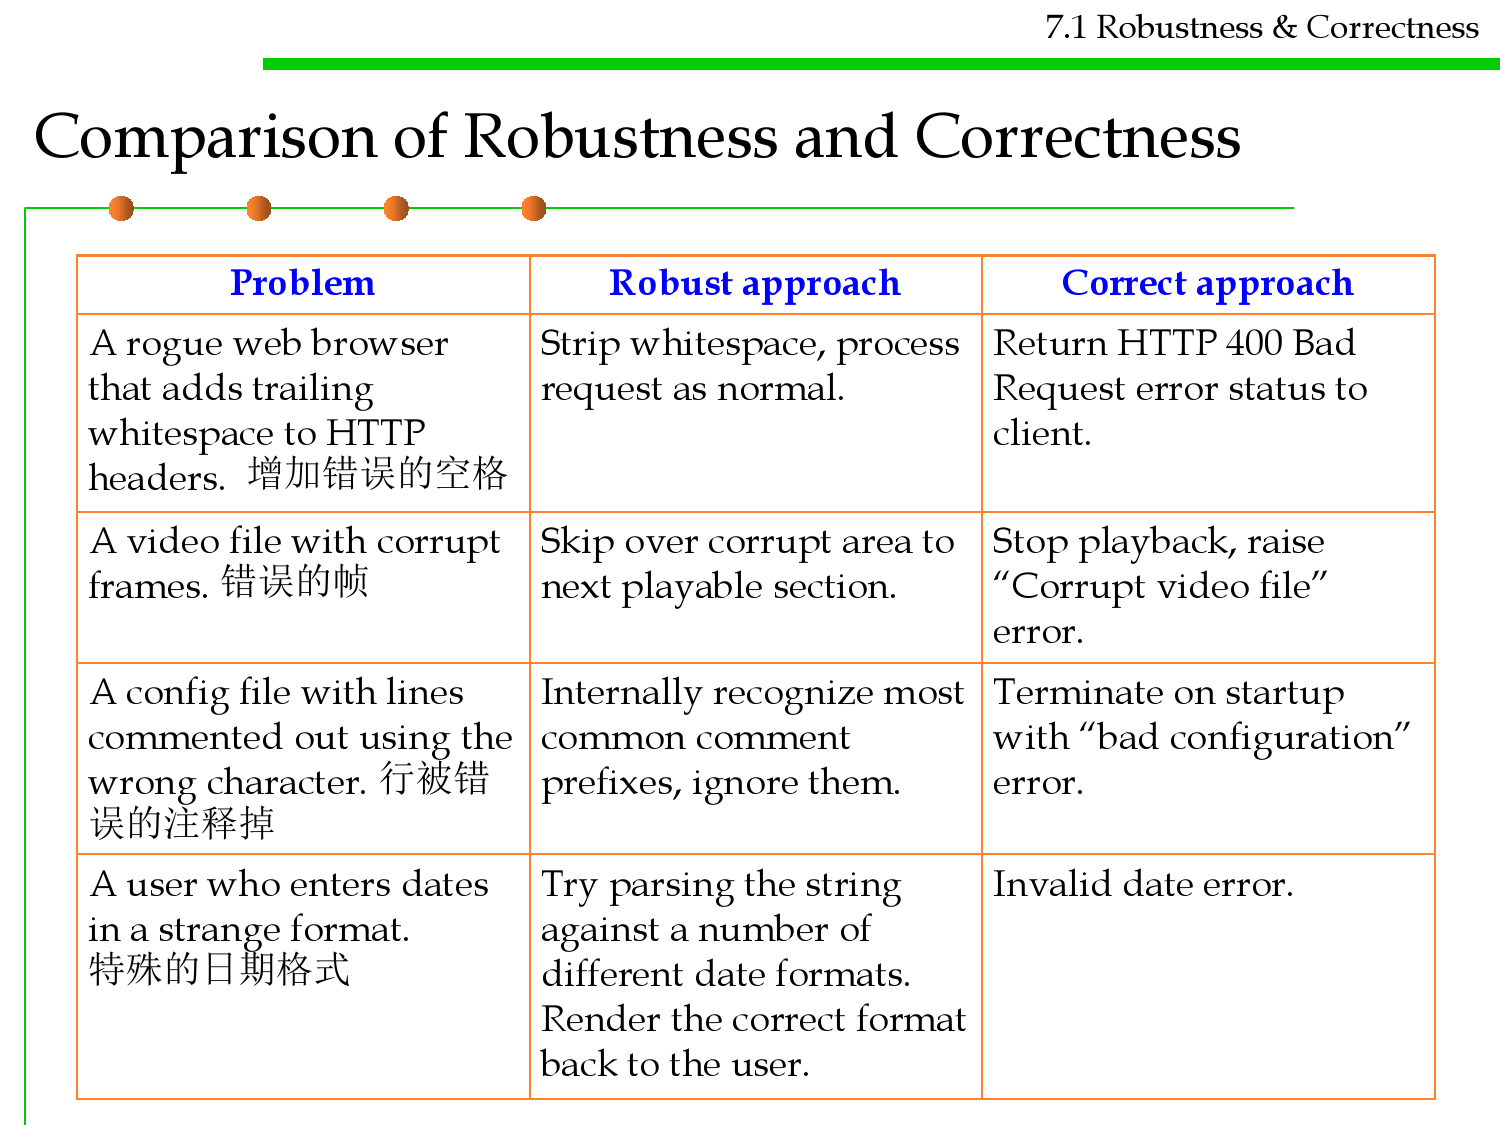 7.1 Robustness & Correctness
Comparison of Robustness and Correctness
Problem
Robust approach
Correct approach
A rogue web browser
that adds trailing
whitespace to HTTP
headers. 增加错误的空格
Strip whitespace, process
request as normal.
Return HTTP 400 Bad
Request error status to
client.
A video file with corrupt
frames. 错误的帧
Skip over corrupt area to
next playable section.
Stop playback, raise
“Corrupt video file”
error.
A config file with lines
commented out using the
wrong character. 行被错
误的注释掉
Internally recognize most
common comment
prefixes, ignore them.
Terminate on startup
with “bad configuration”
error.
A user who enters dates
in a strange format.
特殊的日期格式
Try parsing the string
against a number of
different date formats.
Render the correct format
back to the user.
Invalid date error.